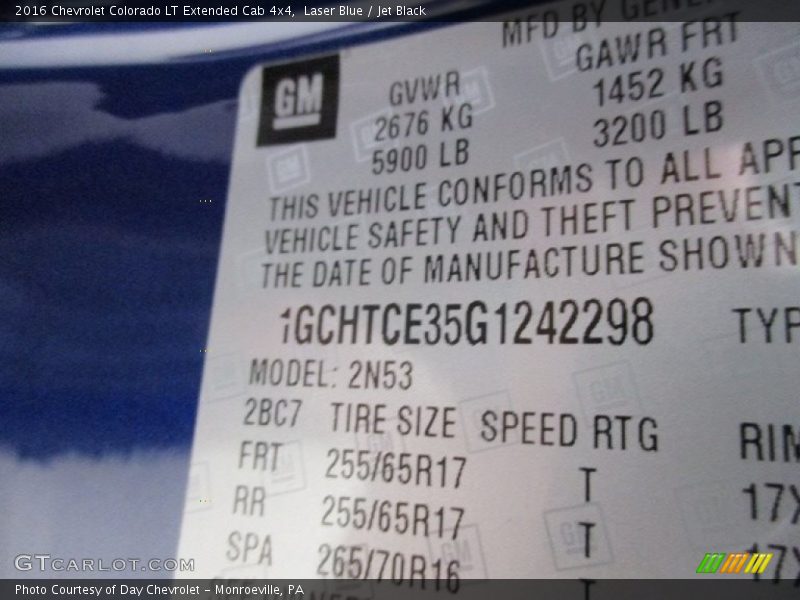 2016 Chevrolet Colorado LT Extended Cab 4x4, Laser Blue / Jet Black
MFD BY
GM
GVWR GAWR FRT
2676 KG 1452 KG
5900 LB 3200 LB
THIS VEHICLE CONFORMS TO ALL APP
VEHICLE SAFETY AND THEFT PREVENT
THE DATE OF MANUFACTURE SHOWN
1GCHTCE35G1242298 TYP
MODEL: 2N53
2BC7 TIRE SIZE SPEED RTG RIM
FRT 255/65R17 T 17X
RR 255/65R17 T 17X
SPA 265/70R16 T
GTCARLOT.COM
Photo Courtesy of Day Chevrolet - Monroeville, PA